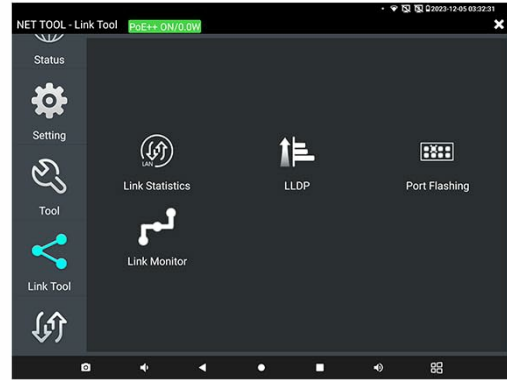 2023-12-05 03:32:31
NET TOOL - Link Tool PoE++ ON/0.0W
Status
Setting
Tool
Link Tool
LAN
Link Statistics
LLDP
Port Flashing
Link Monitor